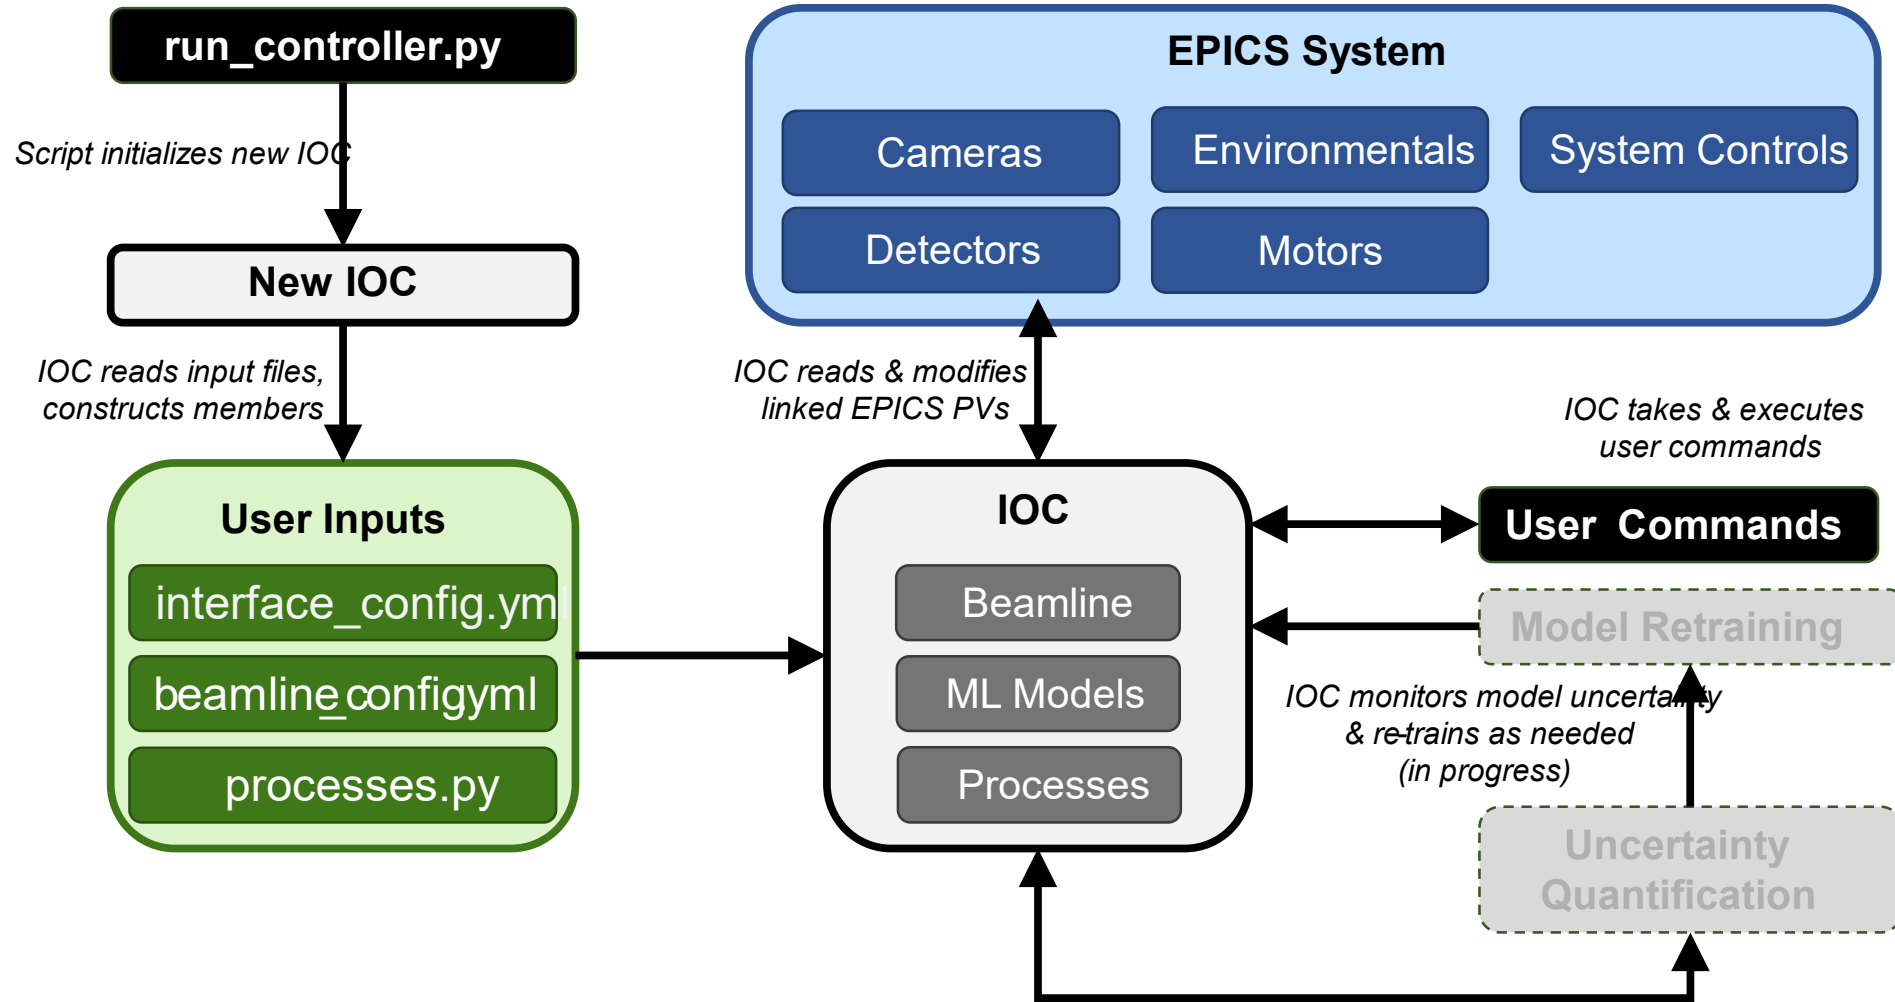 run_controller.py
Script initializes new IOC
New IOC
IOC reads input files,
constructs members
User Inputs
interface_config.yml
beamline_configyml
processes.py
EPICS System
Cameras
Environmentals
System Controls
Detectors
Motors
IOC reads & modifies
linked EPICS PVs
IOC
Beamline
ML Models
Processes
IOC takes & executes
user commands
User Commands
Model Retraining
IOC monitors model uncertainty
& re-trains as needed
(in progress)
Uncertainty
Quantification